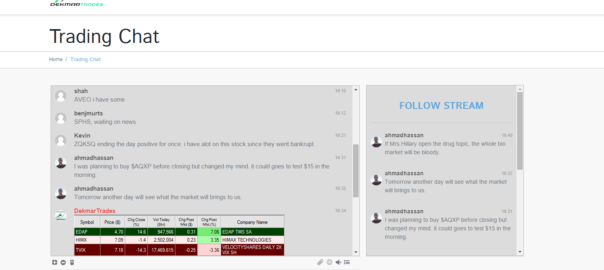 DEKMARTRADES
Trading Chat
Home / Trading Chat
shah
AVEO i have some
benjmurts
SPHS, waiting on news
Kevin
ZQKSQ ending the day positive for once. i have alot on this stock since they went bankrupt.
ahmadhassan
I was planning to buy $AQXP before closing but changed my mind. it could goes to test $15 in the
morning
ahmadhassan
Tomorrow another day will see what the market will brings to us.
DekmarTrades
Symbol Price ($) Chg Close (%) Vol Today (Shr) Chg Post Mkt ($) Chg Post Mkt (%) Company Name
EDAP 4.70 14.6 947,566 0.31 7.06 EDAP TMS SA
HIMX 7.09 -1.4 2,502,004 0.23 3.35 HIMAX TECHNOLOGIES
TVIX 7.18 -14.3 17,469,615 -0.25 -3.36 VELOCITYSHARES DAILY 2X
VIX SH
FOLLOW STREAM
ahmadhassan
If Mrs.Hillary open the drug topic, the whole bio
market will be bloody.
ahmadhassan
Tomorrow another day will see what the
market will brings to us.
ahmadhassan
I was planning to buy $AQXP before closing but
changed my mind. it could goes to test $15 in the
morning